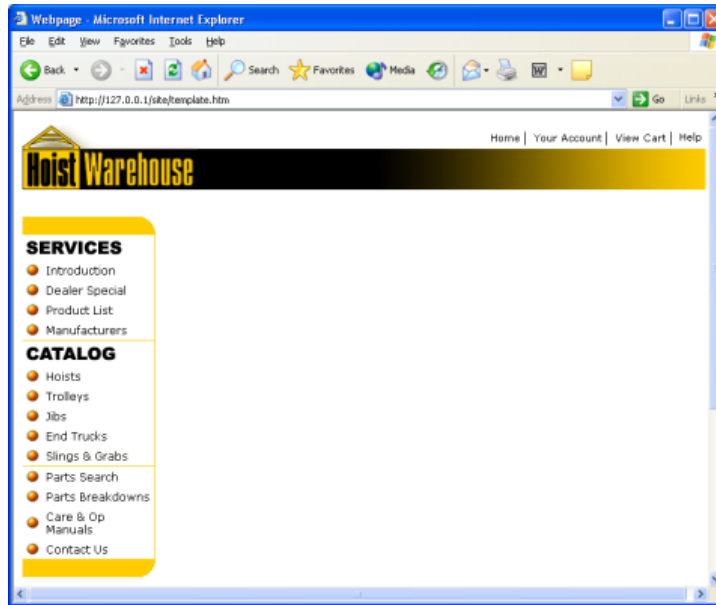 Webpage - Microsoft Internet Explorer
File Edit View Favorites Tools Help
Back Search Favorites Media W
Address http://127.0.0.1/site/template.htm Go Links
Home | Your Account | View Cart | Help
Hoist Warehouse
SERVICES
Introduction
Dealer Special
Product List
Manufacturers
CATALOG
Hoists
Trolleys
Jibs
End Trucks
Slings & Grabs
Parts Search
Parts Breakdowns
Care & Op
Manuals
Contact Us